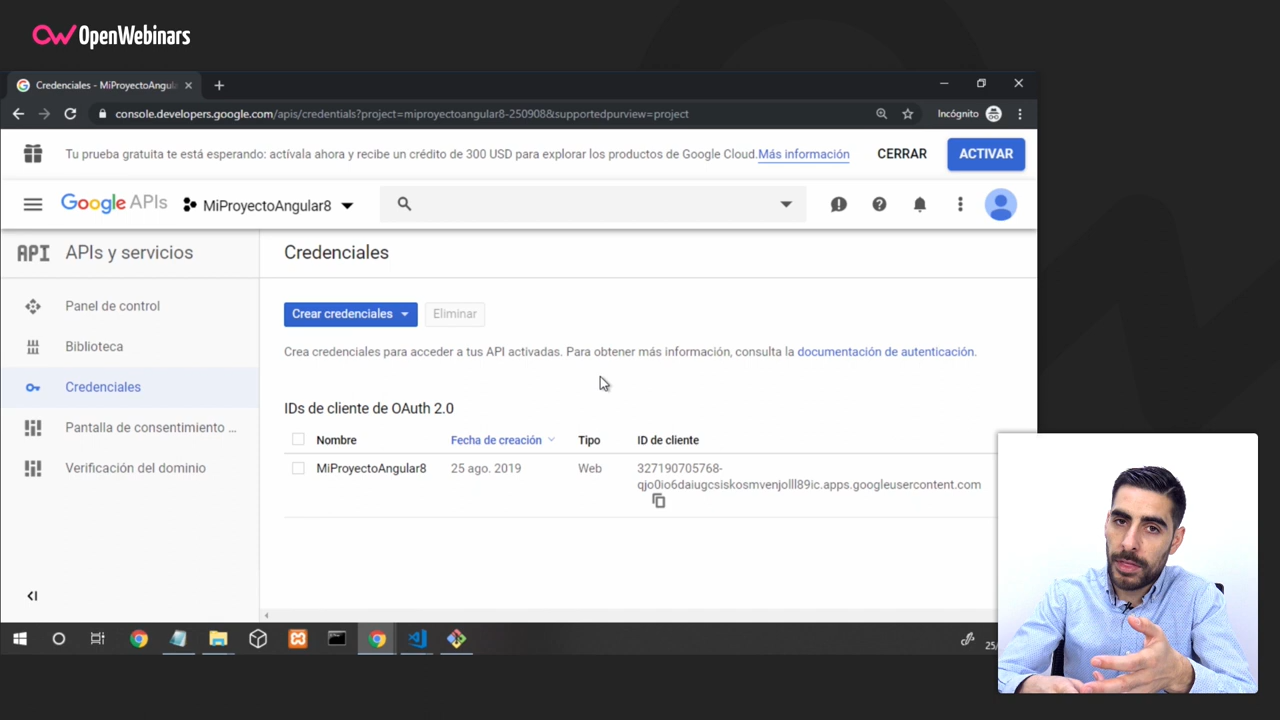 OpenWebinars
Credenciales - MiProyectoAngula
console.developers.google.com/apis/credentials?project=miproyectoangular8-250908&supportedpurview=project
Incógnito
Tu prueba gratuita te está esperando: actívala ahora y recibe un crédito de 300 USD para explorar los productos de Google Cloud. Más información
CERRAR
ACTIVAR
Google APIs
MiProyectoAngular8
API
APIs y servicios
Credenciales
Panel de control
Biblioteca
Credenciales
Pantalla de consentimiento ...
Verificación del dominio
Crear credenciales
Eliminar
Crea credenciales para acceder a tus API activadas. Para obtener más información, consulta la documentación de autenticación.
IDs de cliente de OAuth 2.0
Nombre Fecha de creación Tipo ID de cliente
MiProyectoAngular8 25 ago. 2019 Web 327190705768-
qjo0io6daiugcsiskosmvenjolll89ic.apps.googleusercontent.com
25/